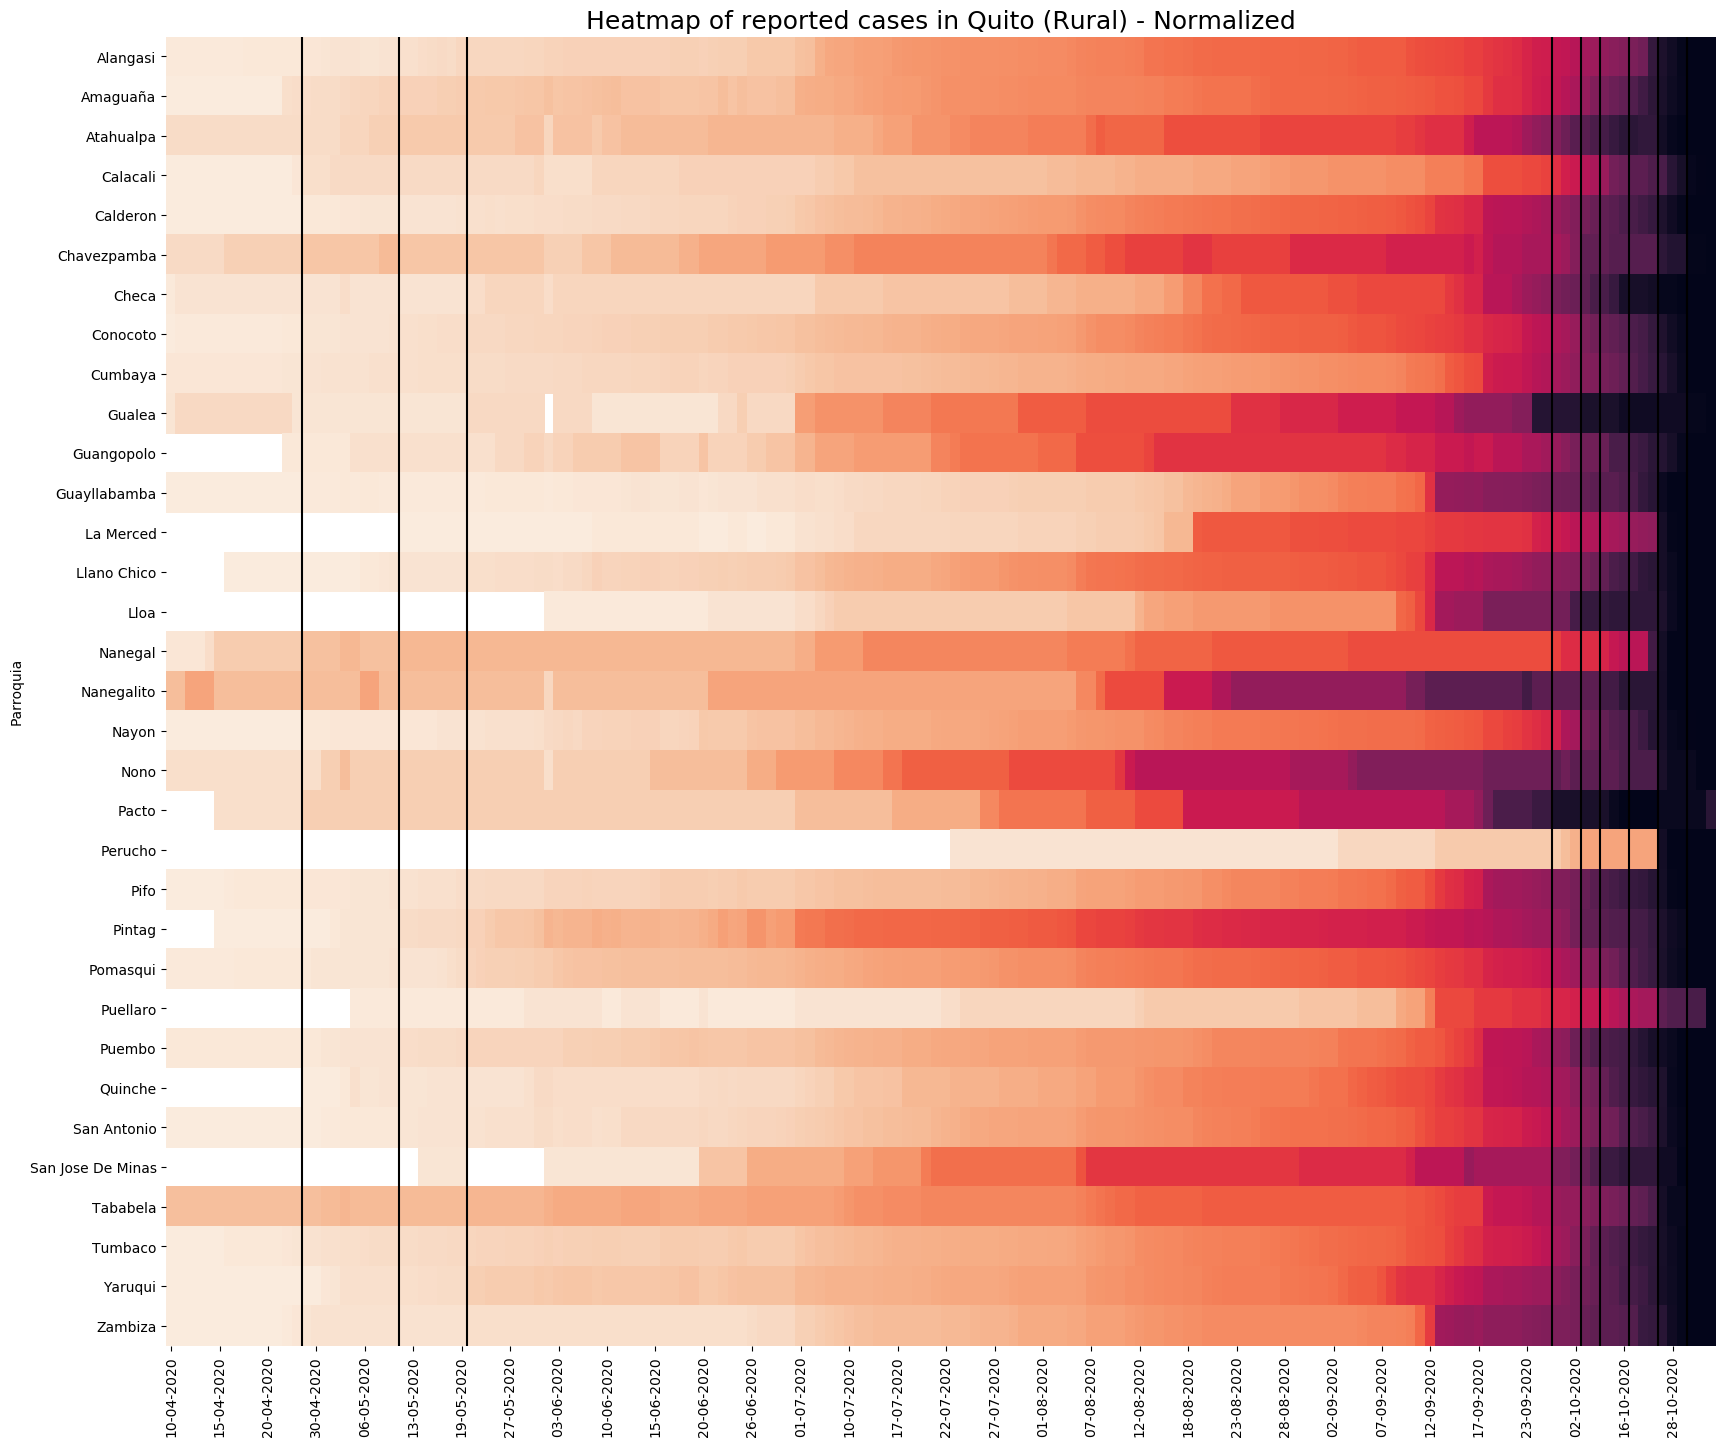 Heatmap of reported cases in Quito (Rural) - Normalized
Parroquia
Alangasi
Amaguaña
Atahualpa
Calacali
Calderon
Chavezpamba
Checa
Conocoto
Cumbaya
Gualea
Guangopolo
Guayllabamba
La Merced
Llano Chico
Lloa
Nanegal
Nanegalito
Nayon
Nono
Pacto
Perucho
Pifo
Pintag
Pomasqui
Puellaro
Puembo
Quinche
San Antonio
San Jose De Minas
Tababela
Tumbaco
Yaruqui
Zambiza
10-04-2020
15-04-2020
20-04-2020
30-04-2020
06-05-2020
13-05-2020
19-05-2020
27-05-2020
03-06-2020
10-06-2020
15-06-2020
20-06-2020
26-06-2020
01-07-2020
10-07-2020
17-07-2020
22-07-2020
27-07-2020
01-08-2020
07-08-2020
12-08-2020
18-08-2020
23-08-2020
28-08-2020
02-09-2020
07-09-2020
12-09-2020
17-09-2020
23-09-2020
02-10-2020
16-10-2020
28-10-2020